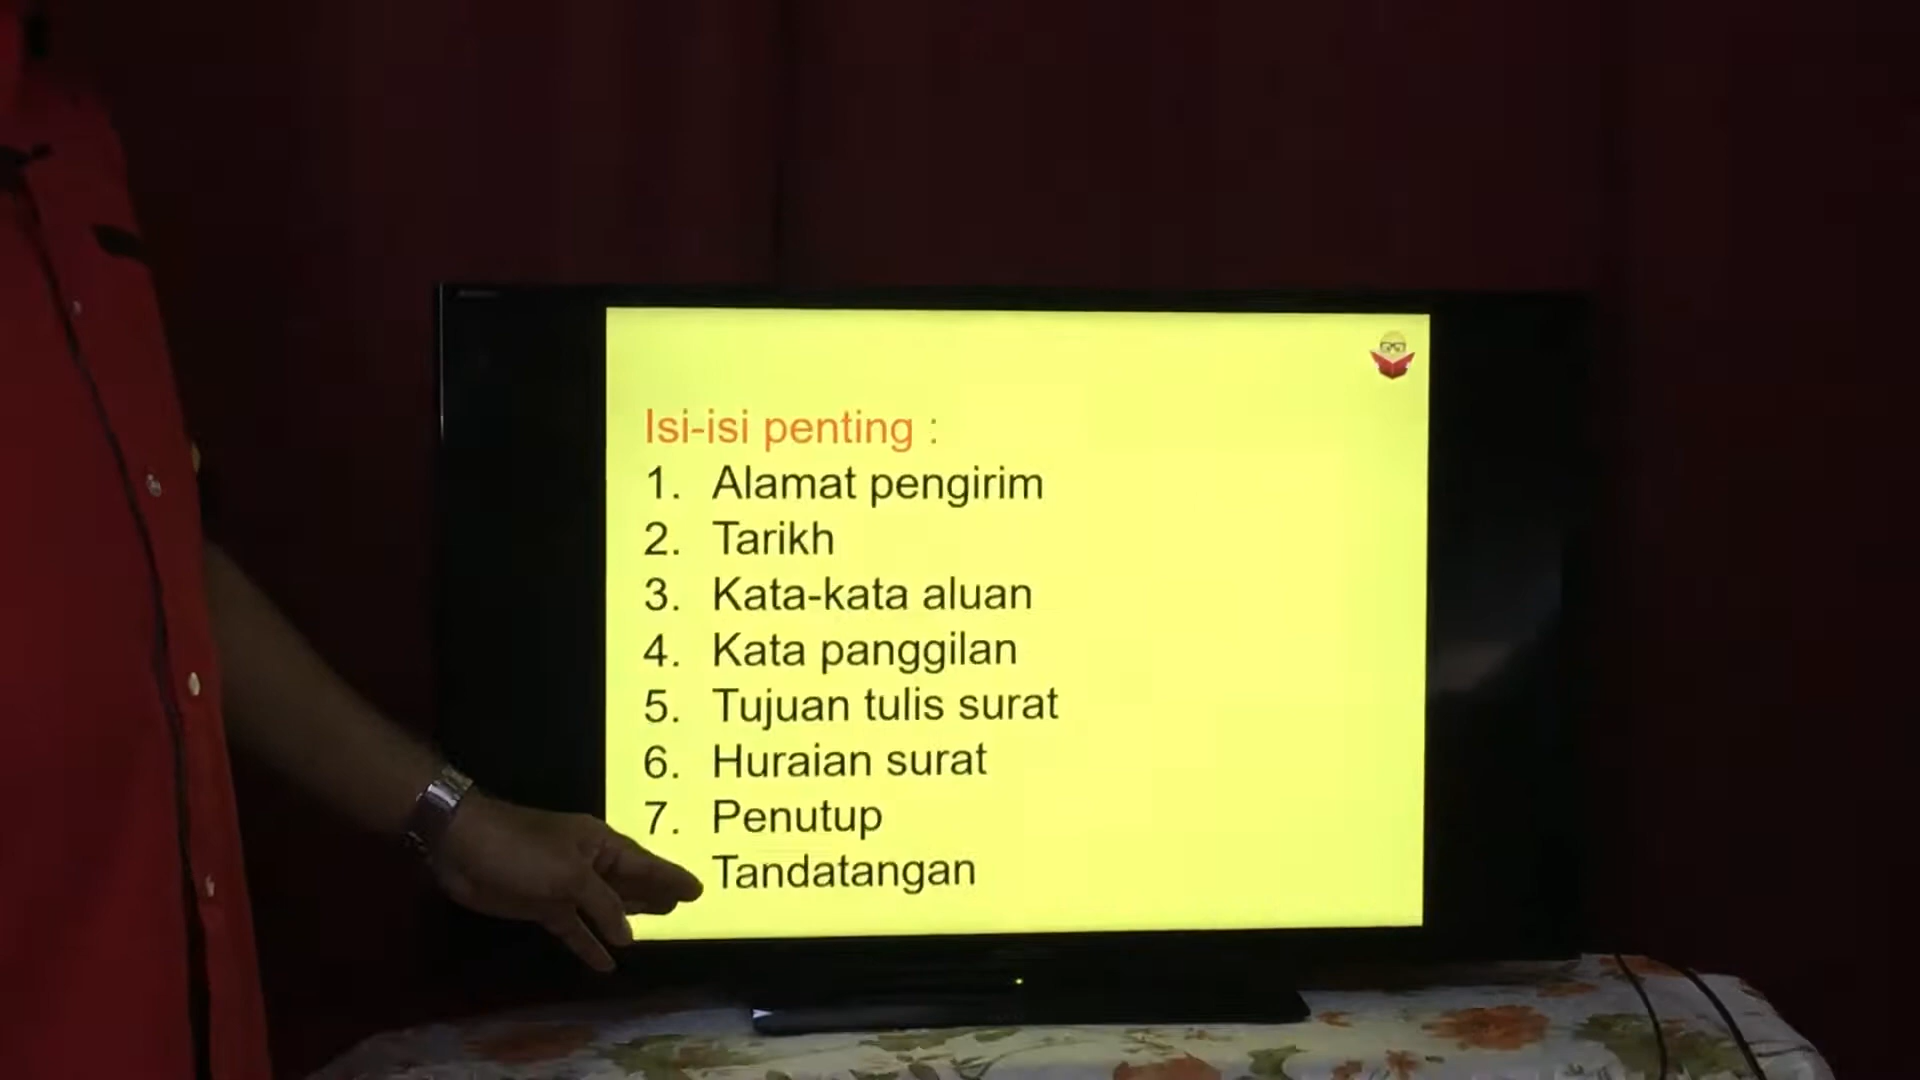 Isi-isi penting :
1. Alamat pengirim
2. Tarikh
3. Kata-kata aluan
4. Kata panggilan
5. Tujuan tulis surat
6. Huraian surat
7. Penutup
Tandatangan